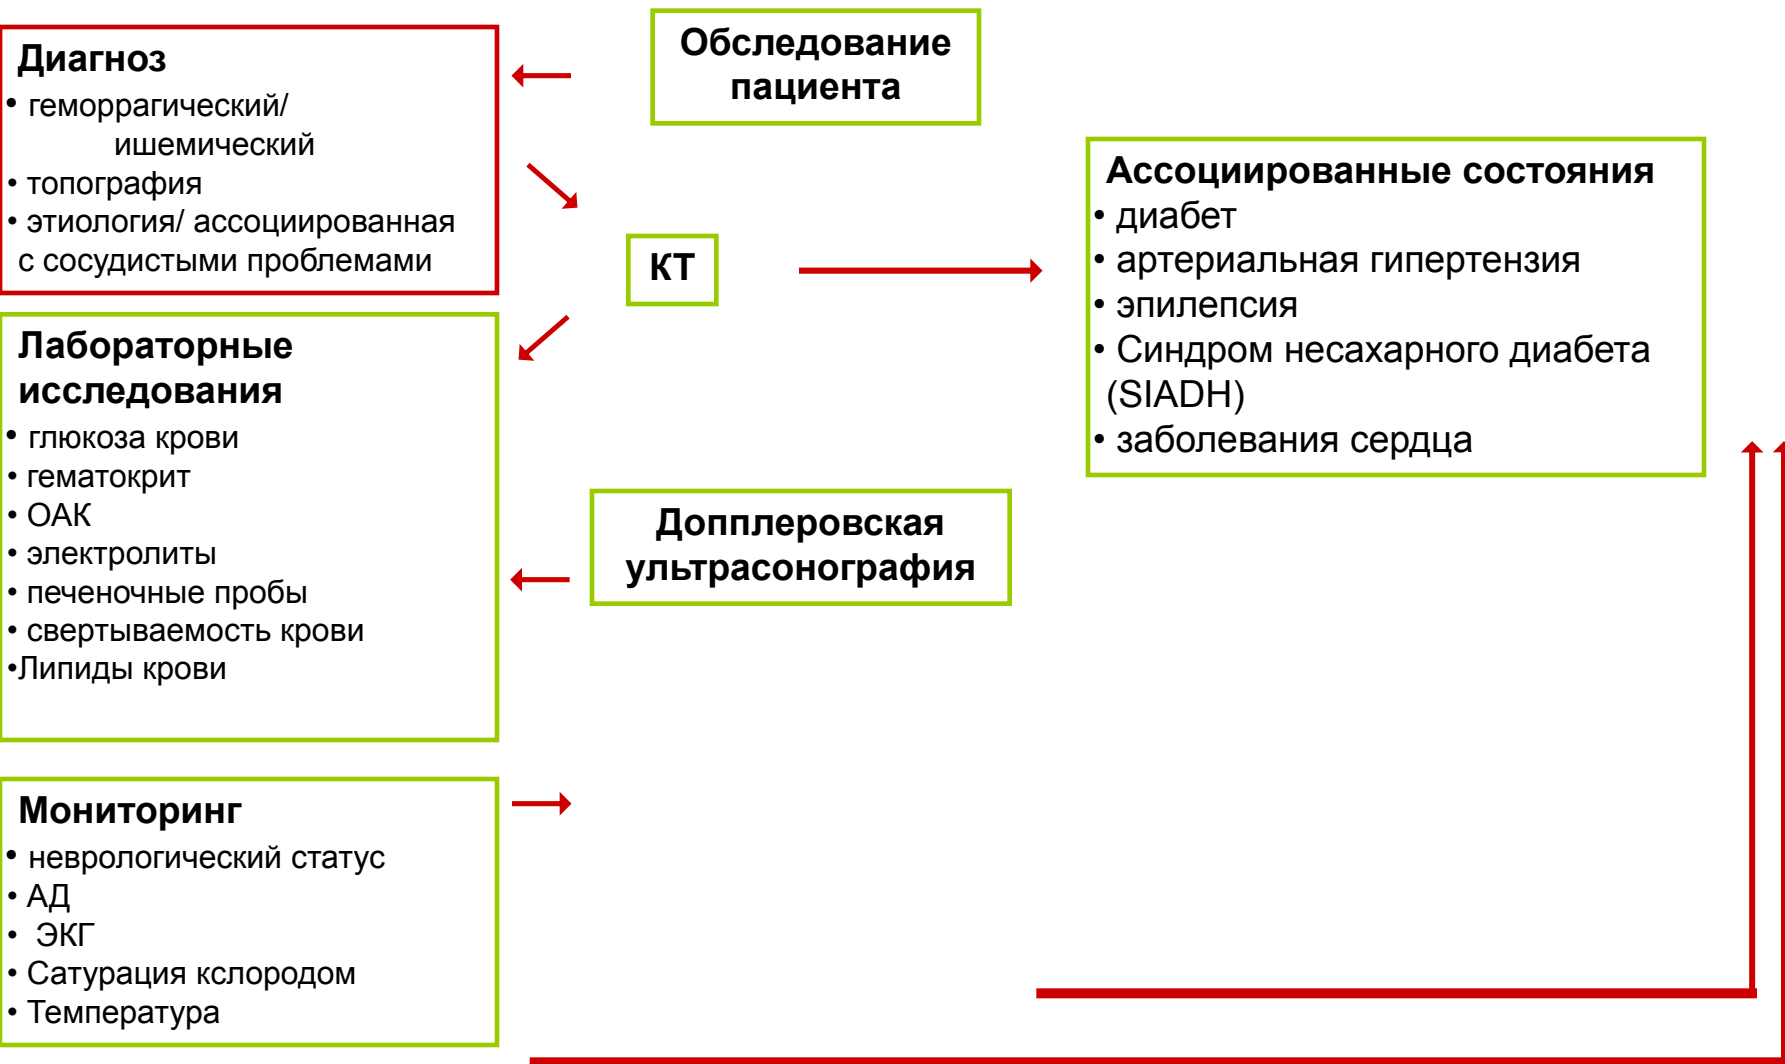 Обследование
пациента
Диагноз
• геморрагический/
ишемический
• топография
• этиология/ ассоциированная
с сосудистыми проблемами
КТ
Ассоциированные состояния
• диабет
• артериальная гипертензия
• эпилепсия
• Синдром несахарного диабета
(SIADH)
• заболевания сердца
Лабораторные
исследования
• глюкоза крови
• гематокрит
• ОАК
• электролиты
• печеночные пробы
• свертываемость крови
•Липиды крови
Допплеровская
ультрасонография
Мониторинг
• неврологический статус
• АД
• ЭКГ
• Сатурация кслородом
• Температура